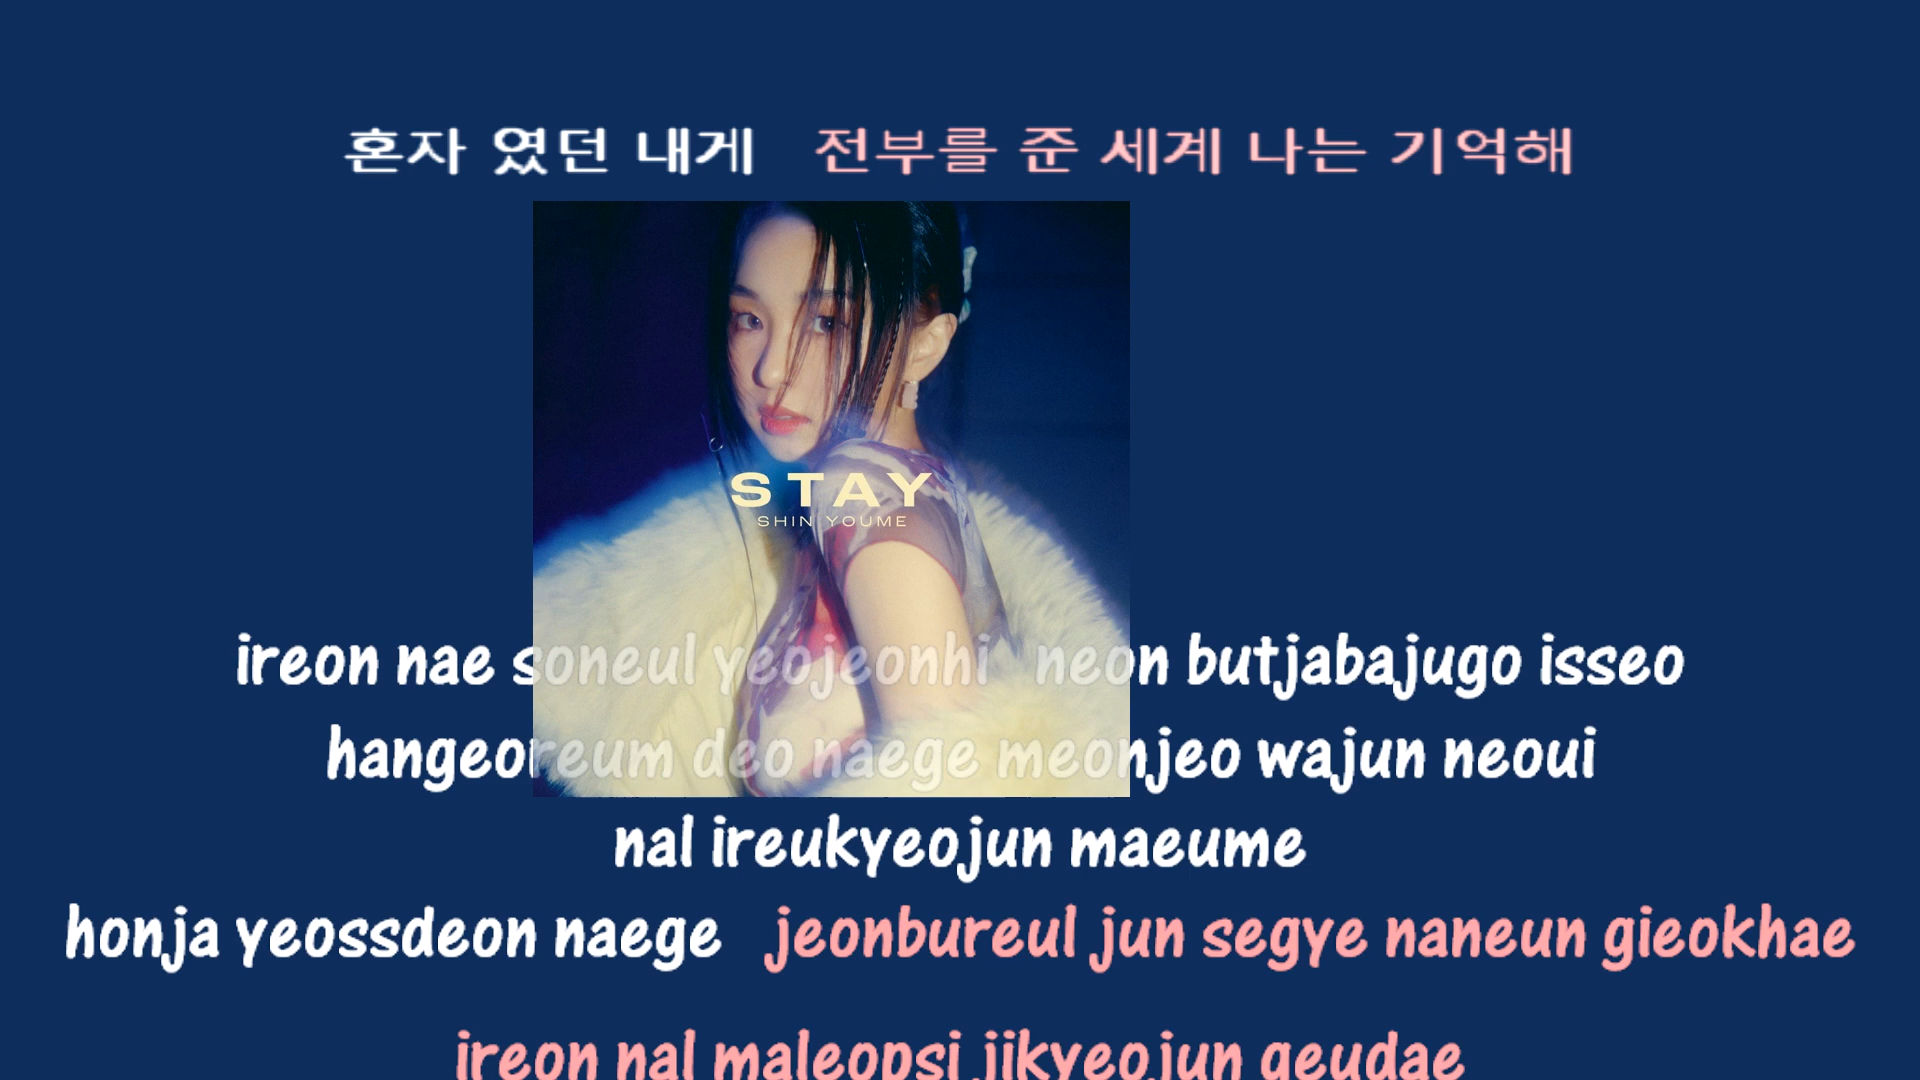 혼자 였던 내게 전부를 준 세계 나는 기억해
STAY
SHIN YOUME
ireon nae soneul yeojeonhi neon butjabajugo isseo
hangeoreum deo naege meonjeo wajun neoui
nal ireukyeojun maeume
honja yeossdeon naege jeonbureul jun segye naneun gieokhae
ireon nal maleopsi jikyeojun geudae